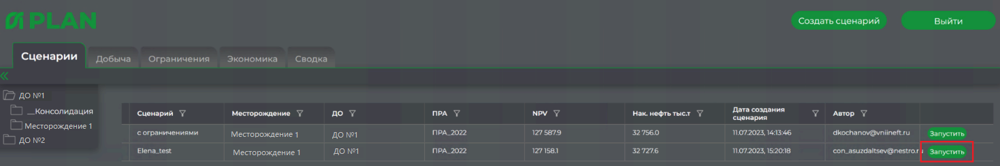 PLAN
Создать сценарий Выйти
Сценарии Добыча Ограничения Экономика Сводка
ДО №1
__Консолидация
Месторождение 1
ДО №2
Сценарий Месторождение ДО ПРА NPV Нак. нефть тыс.т Дата создания сценария Автор
с ограничениями Месторождение 1 ДО №1 ПРА_2022 127 587.9 32 756.0 11.07.2023, 14:13:46 dkochanov@vniineft.ru Запустить
Elena_test Месторождение 1 ДО №1 ПРА_2022 127 158.1 32 727.6 11.07.2023, 15:20:18 con_asuzdaltsev@nestro.ru Запустить